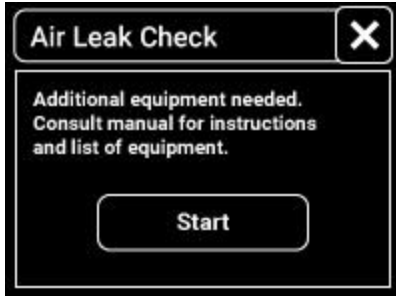 Air Leak Check
Additional equipment needed.
Consult manual for instructions
and list of equipment.
Start